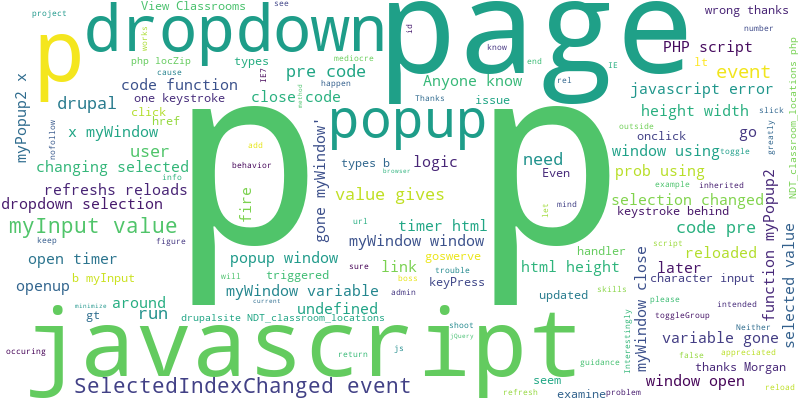 project
View Classrooms
see
wrong thanks
p
dropdown
page
id
number
works
php locZip
types
mediocre
know
PHP script
cause
IE7
pre code
end
IE
lt
event
myPopup2 x
code function
happen
Anyone know
rel
javascript error
drupal
one keystroke
close code
method
Thanks
issue
height width
slick
click
href
popup
onclick
go
x myWindow
nofollow
user
add
gone myWindow'
p p
need
outside
window using
toggle
greatly
changing selected
behavior
types b
logic
Even
prob using
browser
info
example
inherited
refreshes reloads
fire
value gives
let
mind
selection changed
dropdown selection
keystroke behind
myInput value
url
timer html
code pre
keep
figure
myWindow window
handler
script
reloaded
function myPopup2
selected value
NDT_classroom_locations php
open timer
popup window
sure
goswerve
link
trouble
html height
later
b myInput
will
triggered
boss
keyPress
skills
character input
openup
myWindow variable
admin
updated
please
intended
around
minimize
current
undefined
myWindow close
gt
run
drupalsite NDT_classroom_locations
shoot
jQuery
Interestingly
toggleGroup
Neither
variable gone
javascript
js
return
guidance
false
appreciated
occuring
seem
thanks Morgan
SelectedIndexChanged event
refresh
examine
problem
window open
reload